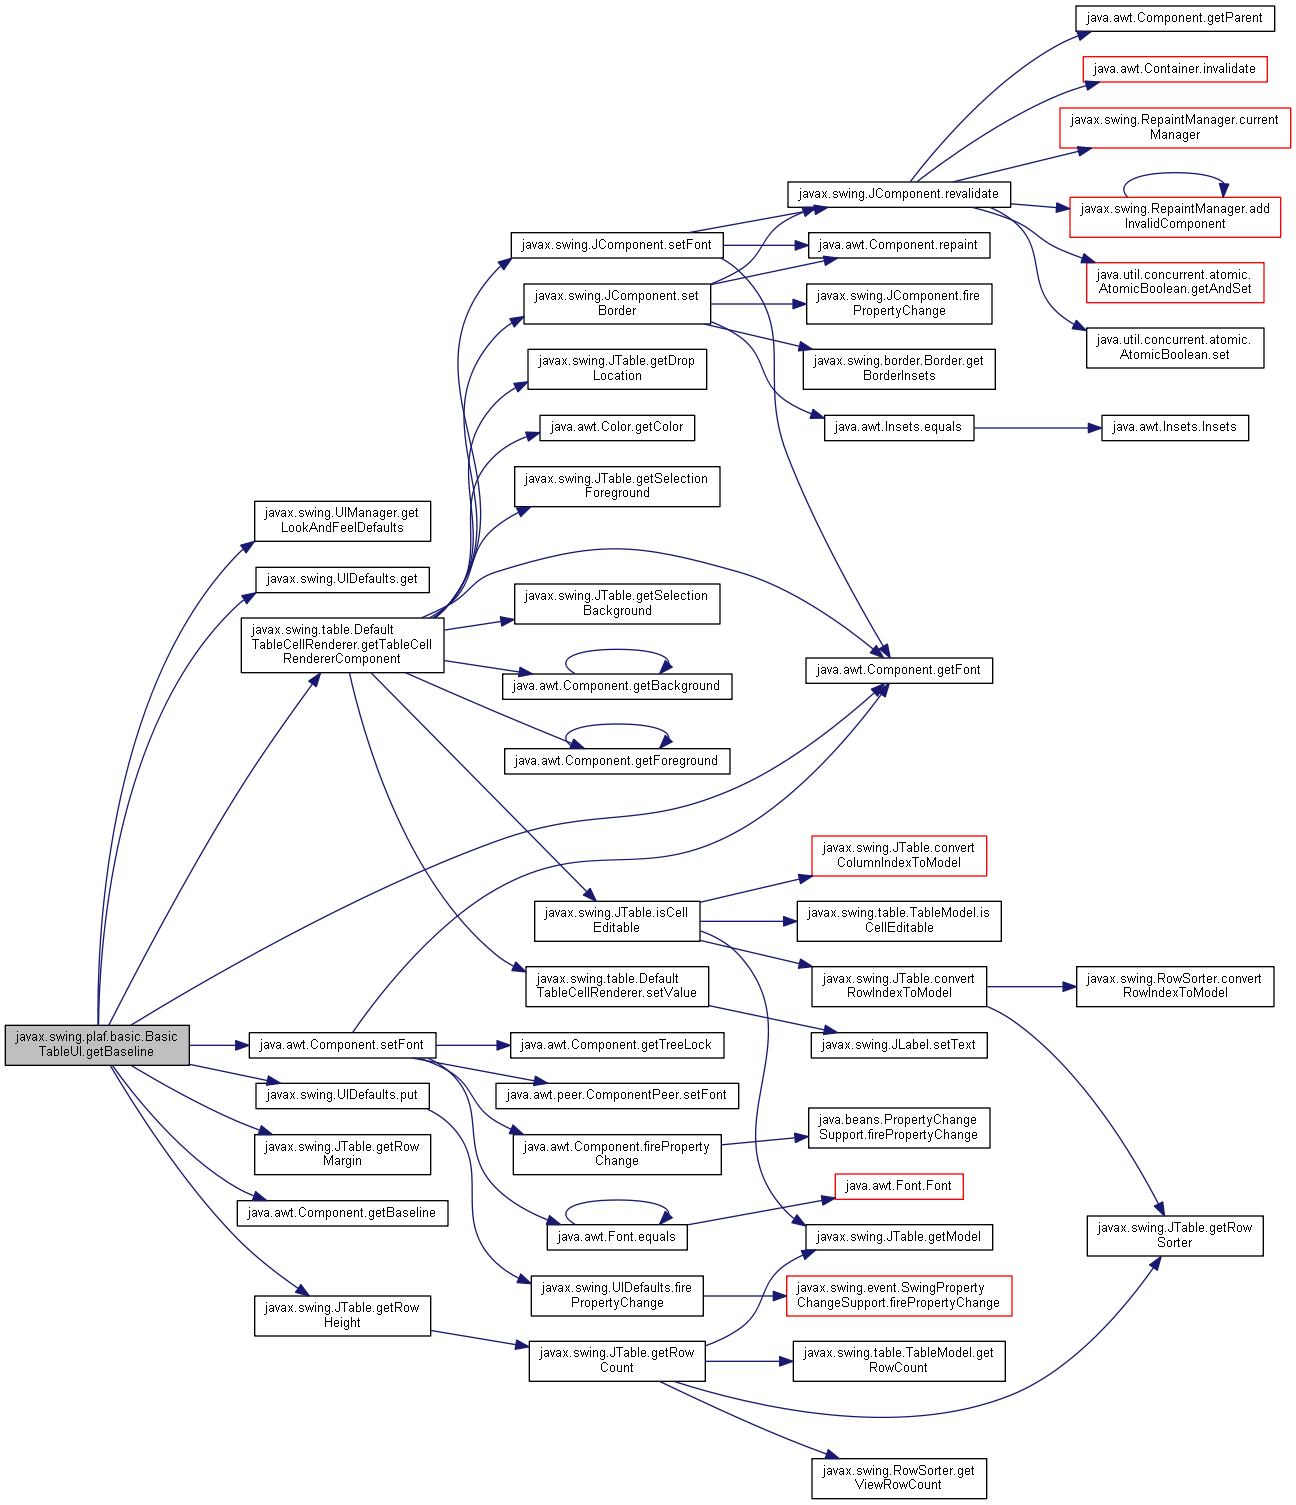 java.awt.Component.getParent
java.awt.Container.invalidate
javax.swing.RepaintManager.current
Manager
javax.swing.JComponent.revalidate
javax.swing.RepaintManager.add
InvalidComponent
javax.swing.JComponent.setFont
java.awt.Component.repaint
java.util.concurrent.atomic.
AtomicBoolean.getAndSet
javax.swing.JComponent.set
Border
javax.swing.JComponent.fire
PropertyChange
java.util.concurrent.atomic.
AtomicBoolean.set
javax.swing.JTable.getDrop
Location
javax.swing.border.Border.get
BorderInsets
java.awt.Color.getColor
java.awt.Insets.equals
java.awt.Insets.Insets
javax.swing.JTable.getSelection
Foreground
javax.swing.UIManager.get
LookAndFeelDefaults
javax.swing.UIDefaults.get
javax.swing.JTable.getSelection
Background
javax.swing.table.Default
TableCellRenderer.getTableCell
RendererComponent
java.awt.Component.getBackground
java.awt.Component.getFont
java.awt.Component.getForeground
javax.swing.JTable.convert
ColumnIndexToModel
javax.swing.JTable.isCell
Editable
javax.swing.table.TableModel.is
CellEditable
javax.swing.table.Default
TableCellRenderer.setValue
javax.swing.JTable.convert
RowIndexToModel
javax.swing.RowSorter.convert
RowIndexToModel
javax.swing.plaf.basic.Basic
TableUI.getBaseline
java.awt.Component.setFont
java.awt.Component.getTreeLock
javax.swing.JLabel.setText
javax.swing.UIDefaults.put
java.awt.peer.ComponentPeer.setFont
javax.swing.JTable.getRow
Margin
java.awt.Component.fireProperty
Change
java.beans.PropertyChange
Support.firePropertyChange
java.awt.Component.getBaseline
java.awt.Font.Font
java.awt.Font.equals
javax.swing.JTable.getModel
javax.swing.JTable.getRow
Sorter
javax.swing.JTable.getRow
Height
javax.swing.UIDefaults.fire
PropertyChange
javax.swing.event.SwingProperty
ChangeSupport.firePropertyChange
javax.swing.JTable.getRow
Count
javax.swing.table.TableModel.get
RowCount
javax.swing.RowSorter.get
ViewRowCount